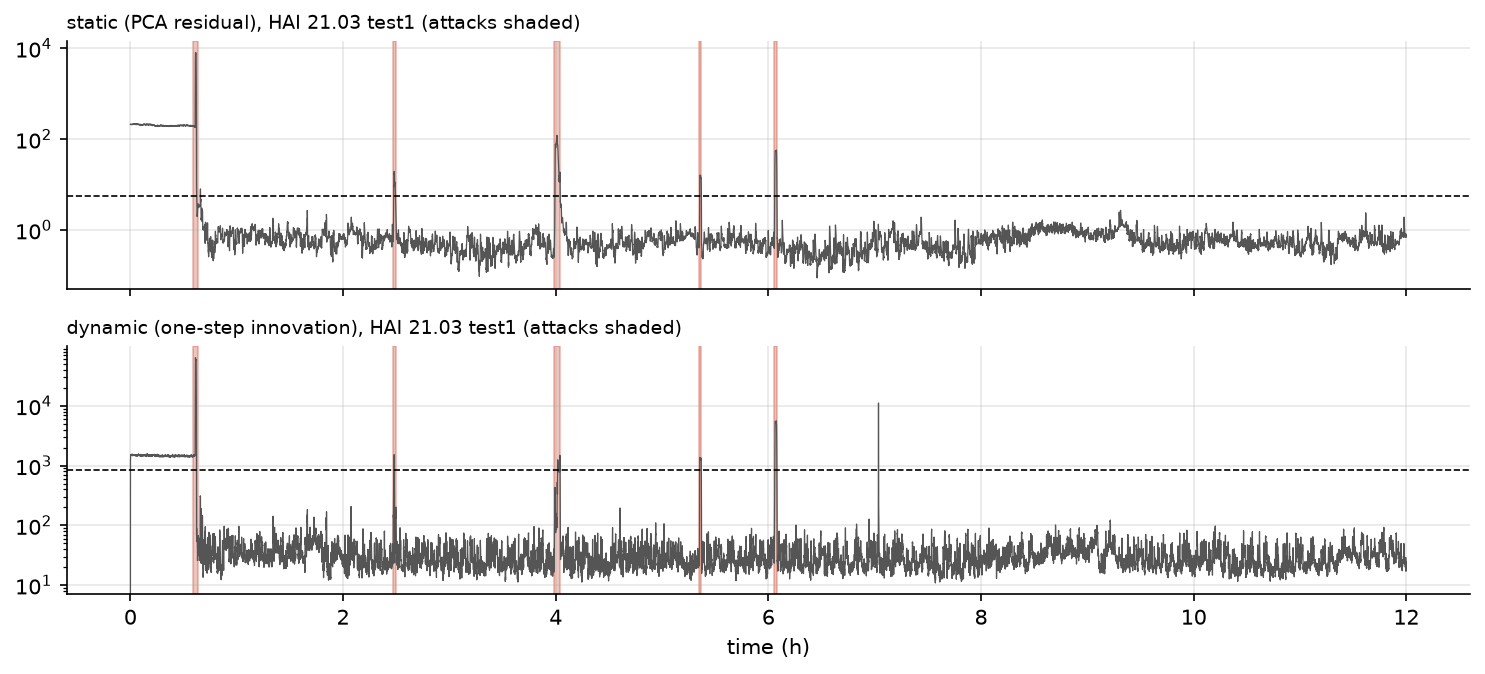 static (PCA residual), HAI 21.03 test1 (attacks shaded)
10⁴
10²
10⁰
dynamic (one-step innovation), HAI 21.03 test1 (attacks shaded)
10⁴
10³
10²
10¹
0 2 4 6 8 10 12
time (h)